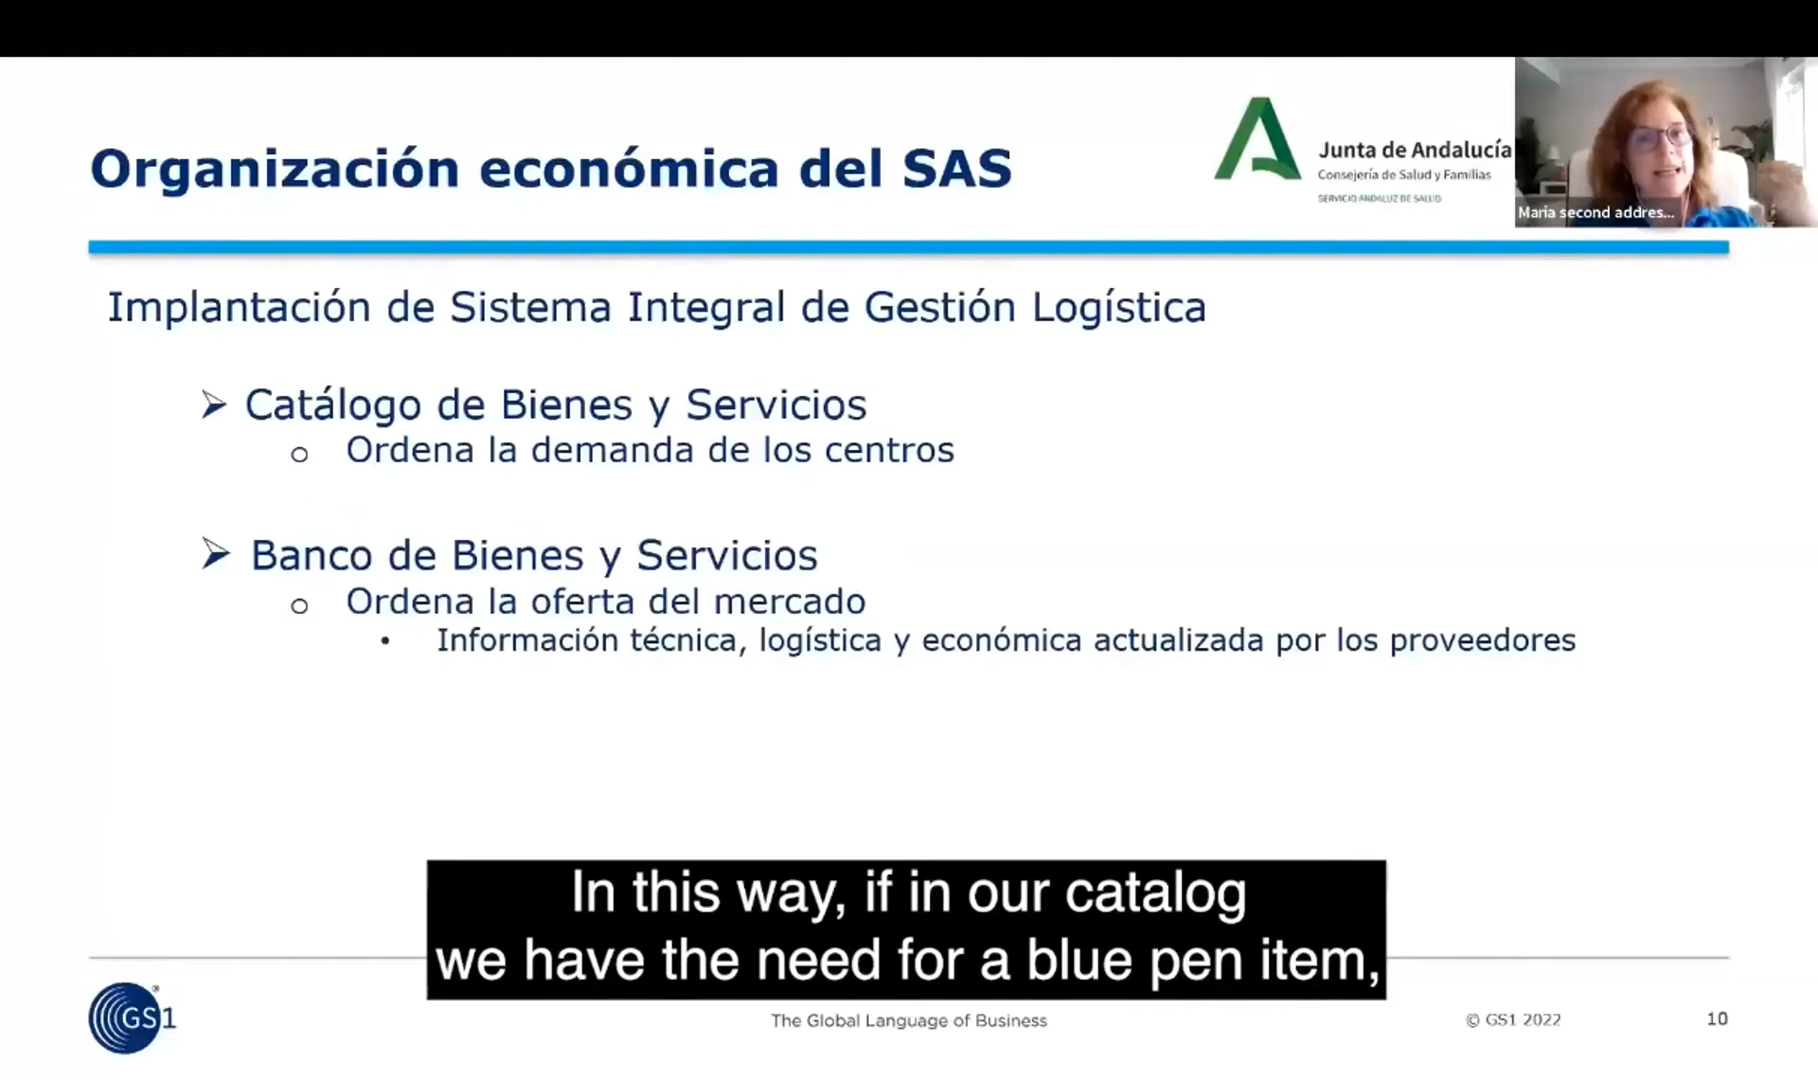 Organización económica del SAS
Junta de Andalucía
Consejería de Salud y Familias
SERVICIO ANDALUZ DE SALUD
Maria second addres...
Implantación de Sistema Integral de Gestión Logística
Catálogo de Bienes y Servicios
Ordena la demanda de los centros
Banco de Bienes y Servicios
Ordena la oferta del mercado
Información técnica, logística y económica actualizada por los proveedores
In this way, if in our catalog
we have the need for a blue pen item,
GS1
The Global Language of Business
© GS1 2022
10